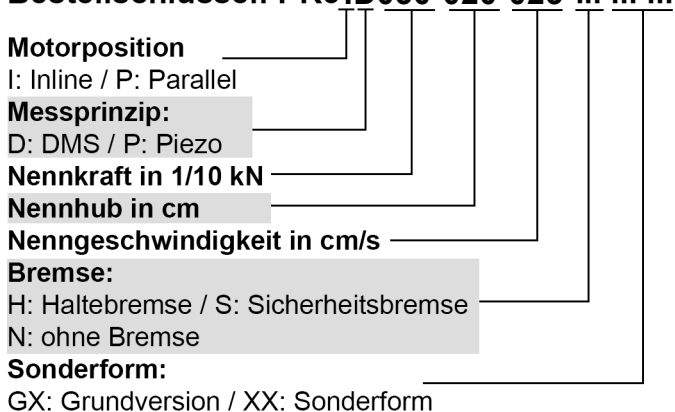 Motorposition
I: Inline / P: Parallel
Messprinzip:
D: DMS / P: Piezo
Nennkraft in 1/10 kN
Nennhub in cm
Nenngeschwindigkeit in cm/s
Bremse:
H: Haltebremse / S: Sicherheitsbremse
N: ohne Bremse
Sonderform:
GX: Grundversion / XX: Sonderform